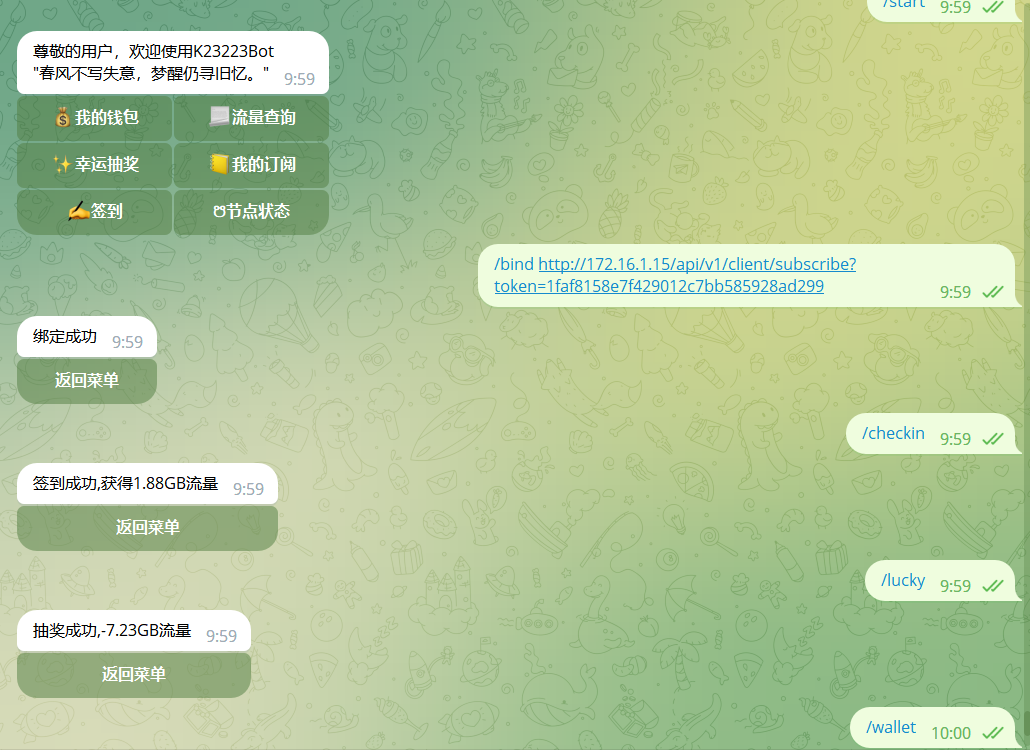 /start 9:59
尊敬的用户，欢迎使用K23223Bot
"春风不写失意，梦醒仍寻旧忆。" 9:59
💰我的钱包 流量查询
✨幸运抽奖 📒我的订阅
✍签到 节点状态
/bind http://172.16.1.15/api/v1/client/subscribe?
token=1faf8158e7f429012c7bb585928ad299 9:59
绑定成功 9:59
返回菜单
/checkin 9:59
签到成功,获得1.88GB流量 9:59
返回菜单
/lucky 9:59
抽奖成功,-7.23GB流量 9:59
返回菜单
/wallet 10:00